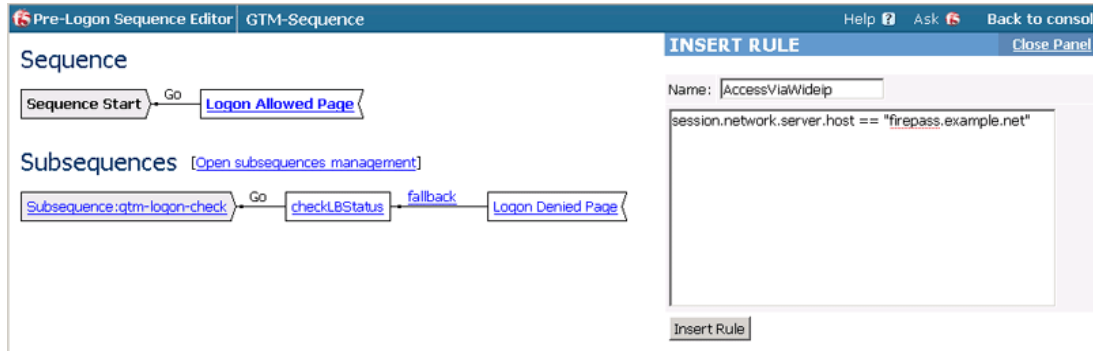 Pre-Logon Sequence Editor GTM-Sequence Help ? Ask f5 Back to consol
Sequence
Sequence Start Go Logon Allowed Page
Subsequences [Open subsequences management]
Subsequence:gtm-logon-check Go checkLBStatus fallback Logon Denied Page
INSERT RULE Close Panel
Name: AccessViaWideip
session.network.server.host == "firepass.example.net"
Insert Rule